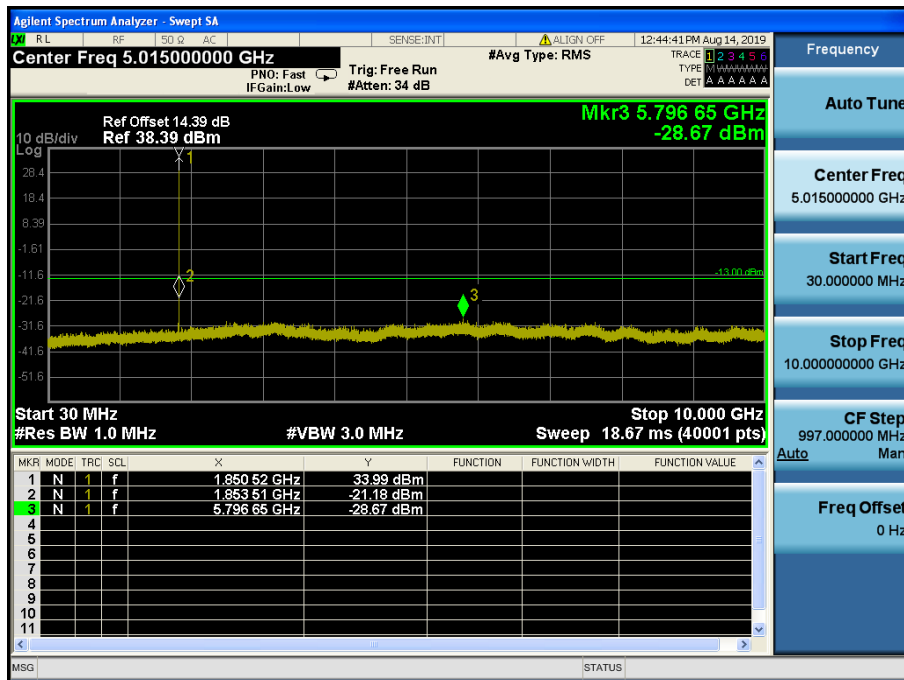 Agilent Spectrum Analyzer - Swept SA
LXI RL RF 50 Ω AC SENSE:INT ALIGN OFF 12:44:41 PM Aug 14, 2019
Center Freq 5.015000000 GHz
#Avg Type: RMS
TRACE 1 2 3 4 5 6
PNO: Fast Trig: Free Run
TYPE M WWWWW
IFGain:Low #Atten: 34 dB
DET A A A A A A
Mkr3 5.796 65 GHz
-28.67 dBm
Ref Offset 14.39 dB
10 dB/div Ref 38.39 dBm
Log
1
28.4
18.4
8.39
-1.61
-11.6
2
-13.00 dBm
-21.6
3
-31.6
-41.6
-51.6
Start 30 MHz Stop 10.000 GHz
#Res BW 1.0 MHz #VBW 3.0 MHz Sweep 18.67 ms (40001 pts)
MKR MODE TRC SCL X Y FUNCTION FUNCTION WIDTH FUNCTION VALUE
1 N 1 f 1.850 52 GHz 33.99 dBm
2 N 1 f 1.853 51 GHz -21.18 dBm
3 N 1 f 5.796 65 GHz -28.67 dBm
4
5
6
7
8
9
10
11
MSG STATUS
Frequency
Auto Tune
Center Freq
5.015000000 GHz
Start Freq
30.000000 MHz
Stop Freq
10.000000000 GHz
CF Step
997.000000 MHz
Auto Man
Freq Offset
0 Hz